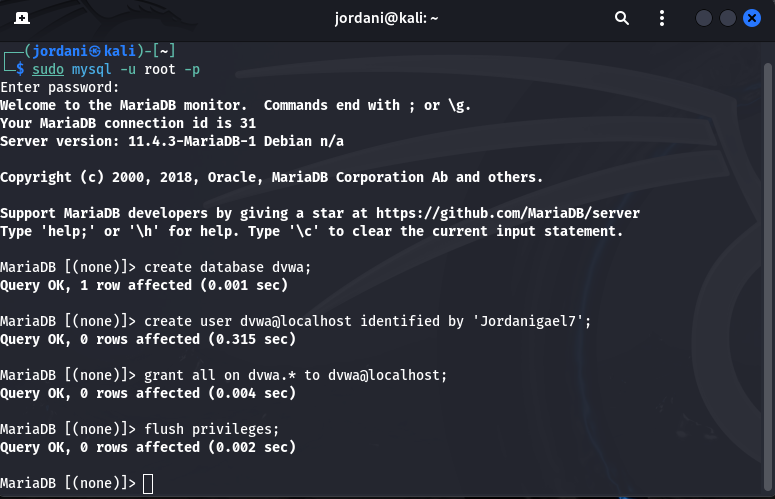 jordani@kali: ~
┌──(jordani㉿kali)-[~]
└─$ sudo mysql -u root -p
Enter password:
Welcome to the MariaDB monitor.  Commands end with ; or \g.
Your MariaDB connection id is 31
Server version: 11.4.3-MariaDB-1 Debian n/a
Copyright (c) 2000, 2018, Oracle, MariaDB Corporation Ab and others.
Support MariaDB developers by giving a star at https://github.com/MariaDB/server
Type 'help;' or '\h' for help. Type '\c' to clear the current input statement.
MariaDB [(none)]> create database dvwa;
Query OK, 1 row affected (0.001 sec)
MariaDB [(none)]> create user dvwa@localhost identified by 'Jordanigael7';
Query OK, 0 rows affected (0.315 sec)
MariaDB [(none)]> grant all on dvwa.* to dvwa@localhost;
Query OK, 0 rows affected (0.004 sec)
MariaDB [(none)]> flush privileges;
Query OK, 0 rows affected (0.002 sec)
MariaDB [(none)]>